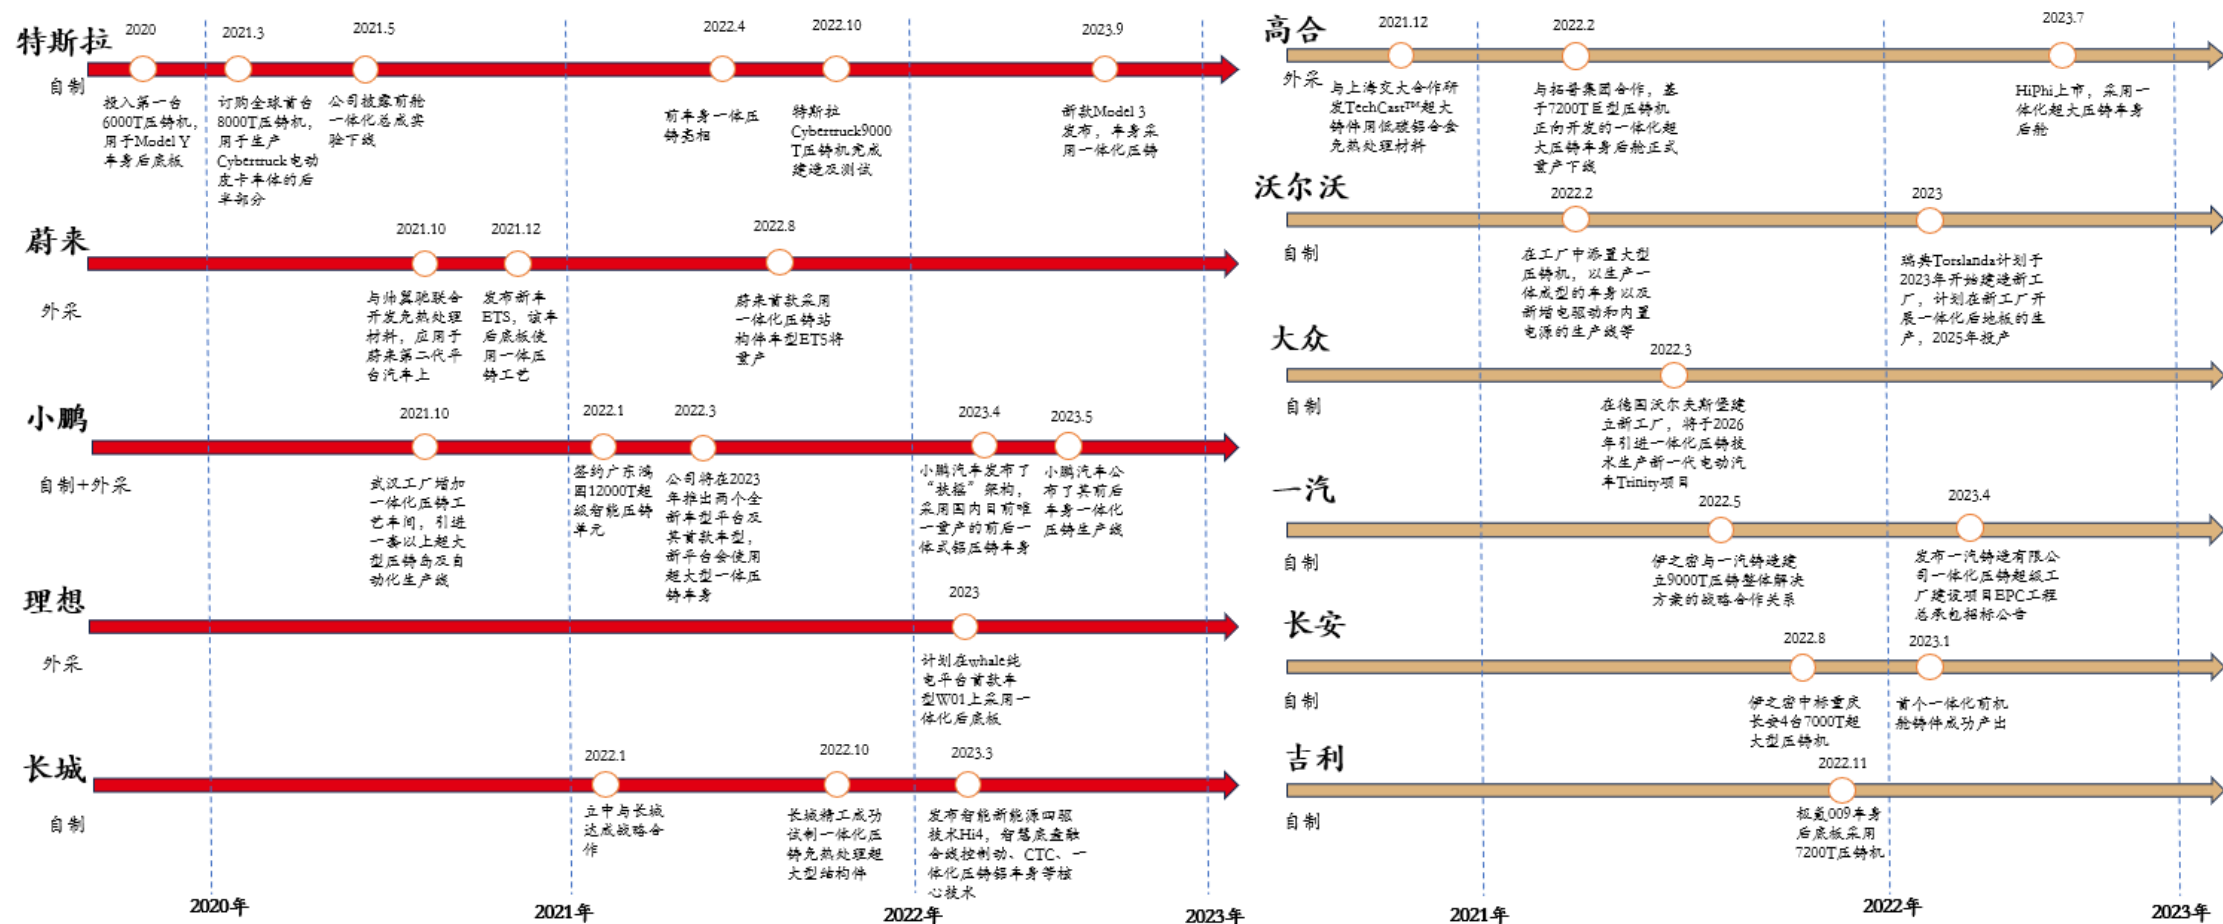 特斯拉
自制
2020
投入第一台
6000T压铸机，
用于Model Y
车身后底板
2021.3
订购全球首台
8000T压铸机，
用于生产
Cybertruck电动
皮卡车体的后
半部分
2021.5
公司披露前舱
一体化总成实
验下线
2022.4
前车身一体压
铸亮相
2022.10
特斯拉
Cybertruck9000
T压铸机完成
建造及测试
2023.9
新款Model 3
发布，车身采
用一体化压铸
蔚来
外采
2021.10
与帅翼驰联合
开发免热处理
材料，应用于
蔚来第二代平
台汽车上
2021.12
发布新车
ET5，该车
后底板使
用一体压
铸工艺
2022.8
蔚来首款采用
一体化压铸站
构件车型ET5将
量产
小鹏
自制+外采
2021.10
武汉工厂增加
一体化压铸工
艺车间，引进
一套以上超大
型压铸岛及自
动化生产线
2022.1
签约广东鸿
图12000T超
级智能压铸
单元
2022.3
公司将在2023
年推出两个全
新车型平台及
其首款车型，
新平台会使用
超大型一体压
铸车身
2023.4
小鹏汽车发布了
“扶摇”架构，
采用国内目前唯
一量产的前后一
体式铝压铸车身
2023.5
小鹏汽车公
布了其前后
车身一体化
压铸生产线
理想
外采
2023
计划在whale纯
电平台首款车
型W01上采用一
体化后底板
长城
自制
2022.1
立中与长城
达成战略合
作
2022.10
长城精工成功
试制一体化压
铸免热处理超
大型结构件
2023.3
发布智能新能源四驱
技术Hi4，智慧底盘融
合线控制动、CTC、一
体化压铸铝车身等核
心技术
2020年
2021年
2022年
2023年
高合
外采
2021.12
与上海交大合作研
发TechCast™超大
铸件用低碳铝合金
免热处理材料
2022.2
与拓普集团合作，基
于7200T巨型压铸机
正向开发的一体化超
大压铸车身后舱正式
量产下线
2023.7
HiPhi上市，采用一
体化超大压铸车身
后舱
沃尔沃
自制
2022.2
在工厂中添置大型
压铸机，以生产一
体成型的车身以及
新增电驱动和内置
电源的生产线等
2023
瑞典Torslanda计划于
2023年开始建造新工
厂，计划在新工厂开
展一体化后地板的生
产，2025年投产
大众
自制
2022.3
在德国沃尔夫斯堡建
立新工厂，将于2026
年引进一体化压铸技
术生产新一代电动汽
车Trinity项目
一汽
自制
2022.5
伊之密与一汽铸造建
立9000T压铸整体解决
方案的战略合作关系
2023.4
发布一汽铸造有限公
司一体化压铸超级工
厂建设项目EPC工程
总承包招标公告
长安
自制
2022.8
伊之密中标重庆
长安4台7000T超
大型压铸机
2023.1
首个一体化前机
舱铸件成功产出
吉利
自制
2022.11
极氪009车身
后底板采用
7200T压铸机
2021年
2022年
2023年